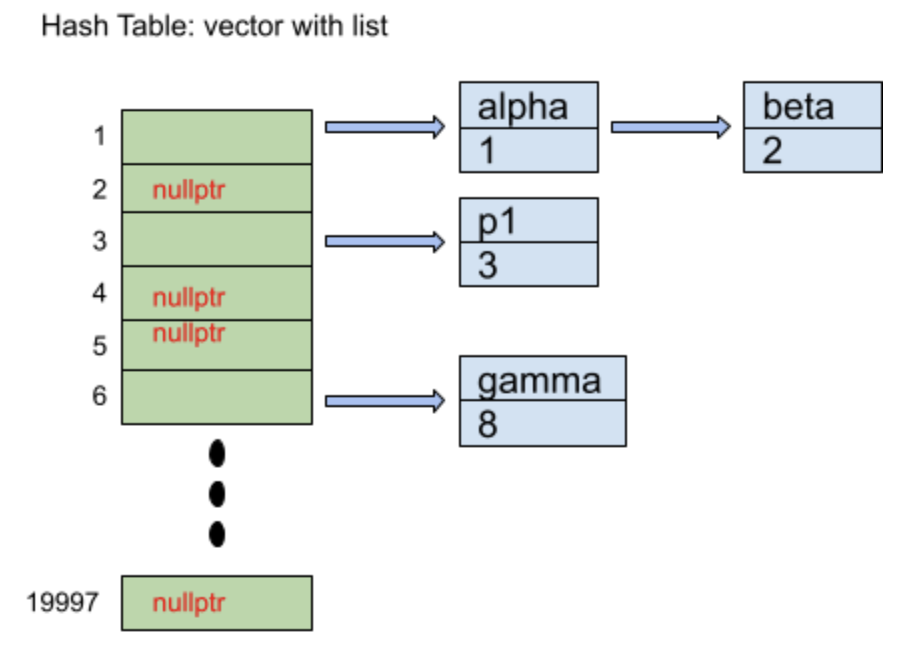 Hash Table: vector with list
1
alpha
1
beta
2
2
nullptr
3
p1
3
4
nullptr
5
nullptr
6
gamma
8
19997
nullptr